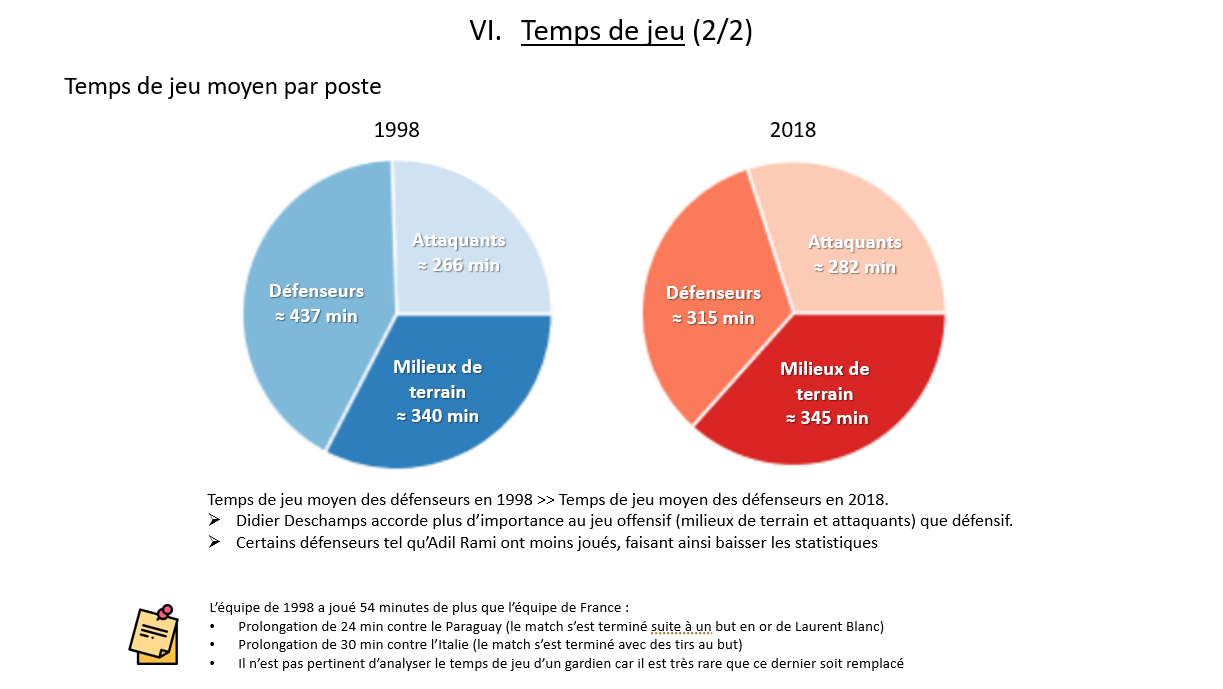 VI. Temps de jeu (2/2)
Temps de jeu moyen par poste
1998
2018
Attaquants
≈ 266 min
Défenseurs
≈ 437 min
Milieux de
terrain
≈ 340 min
Attaquants
≈ 282 min
Défenseurs
≈ 315 min
Milieux de
terrain
≈ 345 min
Temps de jeu moyen des défenseurs en 1998 >> Temps de jeu moyen des défenseurs en 2018.
➢ Didier Deschamps accorde plus d’importance au jeu offensif (milieux de terrain et attaquants) que défensif.
➢ Certains défenseurs tel qu’Adil Rami ont moins joués, faisant ainsi baisser les statistiques
L’équipe de 1998 a joué 54 minutes de plus que l’équipe de France :
• Prolongation de 24 min contre le Paraguay (le match s’est terminé suite à un but en or de Laurent Blanc)
• Prolongation de 30 min contre l’Italie (le match s’est terminé avec des tirs au but)
• Il n’est pas pertinent d’analyser le temps de jeu d’un gardien car il est très rare que ce dernier soit remplacé